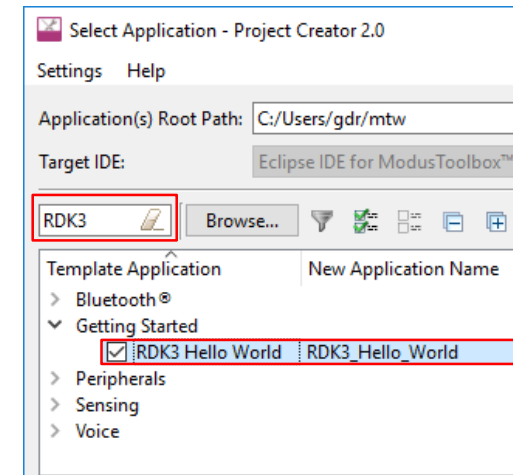 Select Application - Project Creator 2.0
Settings Help
Application(s) Root Path: C:/Users/gdr/mtw
Target IDE: Eclipse IDE for ModusToolbox™
RDK3 Browse...
Template Application New Application Name
Bluetooth®
Getting Started
RDK3 Hello World RDK3_Hello_World
Peripherals
Sensing
Voice